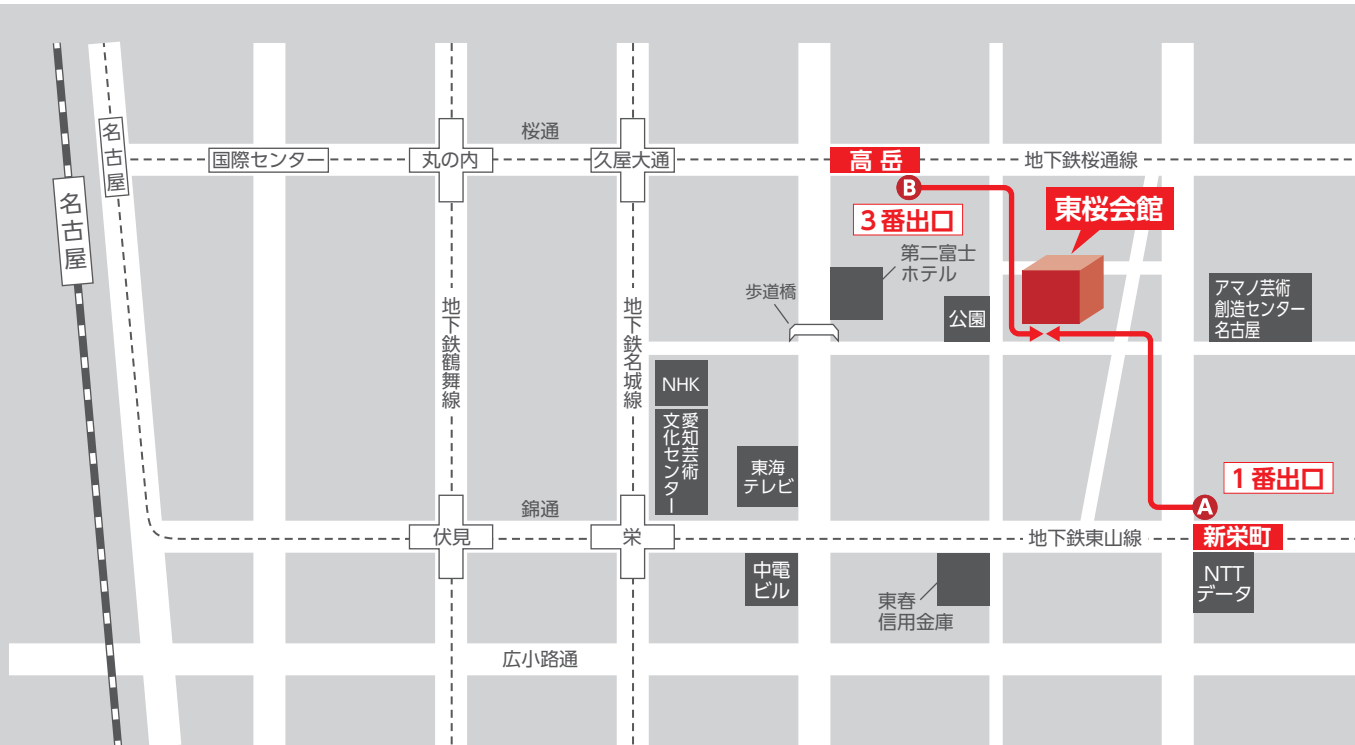 桜通
名古屋
国際センター
丸の内
久屋大通
高岳
地下鉄桜通線
B
3番出口
東桜会館
名古屋
第二富士
ホテル
歩道橋
公園
アマノ芸術
創造センター
名古屋
地下鉄鶴舞線
地下鉄名城線
NHK
愛知芸術
文化センター
東海
テレビ
1番出口
A
錦通
伏見
栄
地下鉄東山線
新栄町
中電
ビル
東春
信用金庫
NTT
データ
広小路通